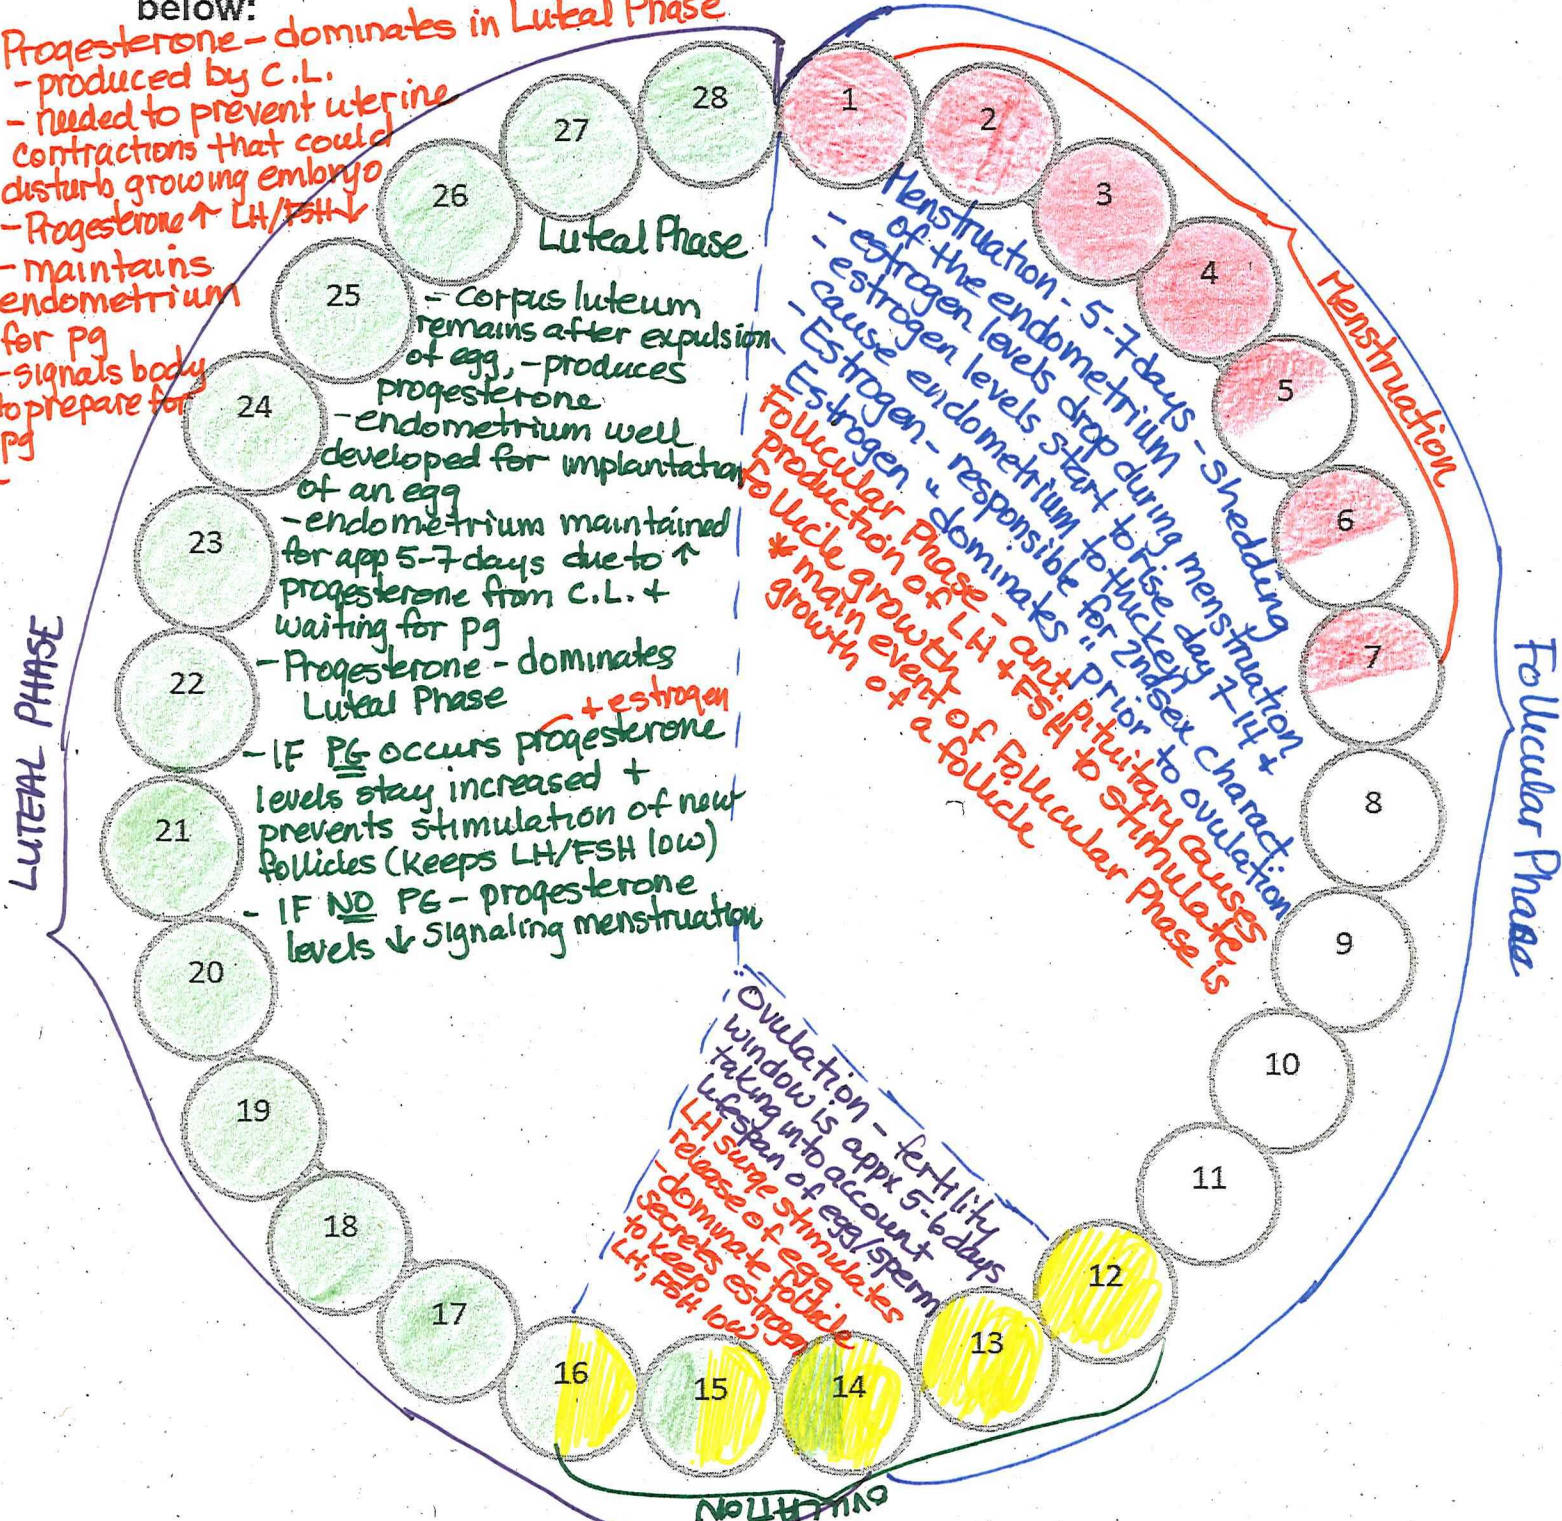 below:
Progesterone - dominates in Luteal Phase
- produced by C.L.
- needed to prevent uterine
contractions that could
disturb growing embryo
- Progesterone ↑ LH/FSH ↓
- maintains
endometrium
for pg
- signals body
to prepare for
pg
28
27
26
25
24
23
22
21
20
19
18
17
16
15
14
13
12
11
10
9
8
7
6
5
4
3
2
1
Luteal Phase
- corpus luteum
remains after expulsion
of egg, - produces
progesterone
- endometrium well
developed for implantation
of an egg
- endometrium maintained
for app 5-7 days due to ↑
progesterone from C.L. +
waiting for pg
- Progesterone - dominates
Luteal Phase
+ estrogen
- IF PG occurs progesterone
levels stay increased +
prevents stimulation of new
follicles (keeps LH/FSH low)
- IF NO PG - progesterone
levels ↓ signaling menstruation
Menstruation - 5-7 days - shedding
of the endometrium
- estrogen levels drop during menstruation
- estrogen levels start to rise day 7-14 +
cause endometrium to thicken
- Estrogen - responsible for 2nd sex charact.
- Estrogen "dominates" prior to ovulation
Follicular Phase - ant. pituitary causes
production of LH + FSH to stimulate
follicle growth
* main event of Follicular Phase is
growth of a follicle
Ovulation - fertility
window is appx 5-6 days
taking into account
lifespan of egg/sperm
LH surge stimulates
release of egg
- dominate follicle
secretes estrogen
to keep
LH, FSH low
Menstruation
Follicular Phase
LUTEAL PHASE
OVULATION